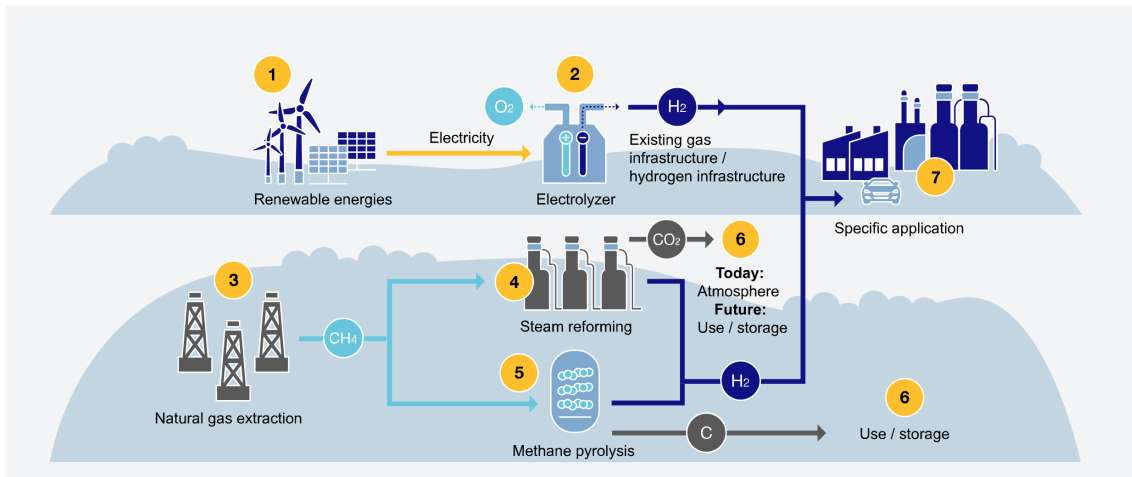 1
2
O2
H2
Electricity
Existing gas
infrastructure /
hydrogen infrastructure
7
Renewable energies
Electrolyzer
Specific application
CO2
6
3
4
Today:
Atmosphere
Future:
Use / storage
Steam reforming
CH4
5
H2
6
Natural gas extraction
C
Use / storage
Methane pyrolysis